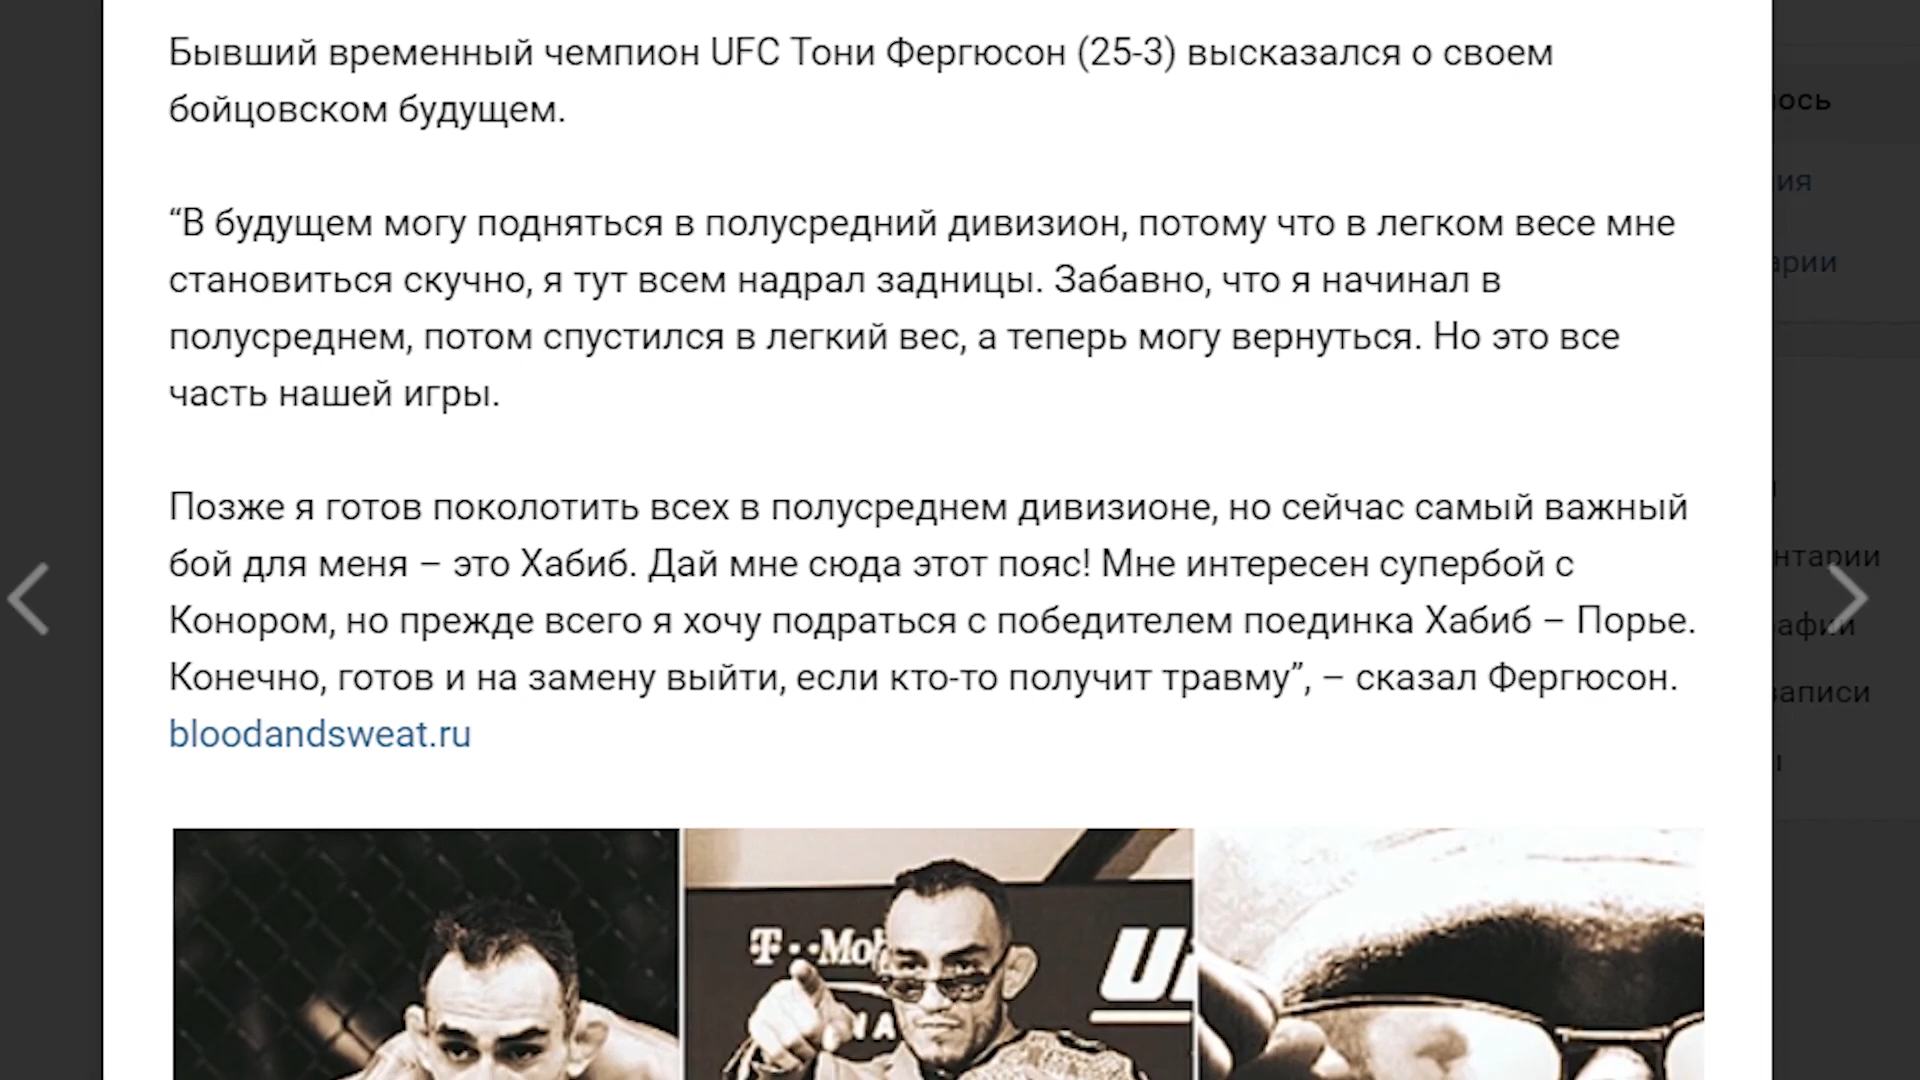 Бывший временный чемпион UFC Тони Фергюсон (25-3) высказался о своем
бойцовском будущем.
“В будущем могу подняться в полусредний дивизион, потому что в легком весе мне
становиться скучно, я тут всем надрал задницы. Забавно, что я начинал в
полусреднем, потом спустился в легкий вес, а теперь могу вернуться. Но это все
часть нашей игры.
Позже я готов поколотить всех в полусреднем дивизионе, но сейчас самый важный
бой для меня – это Хабиб. Дай мне сюда этот пояс! Мне интересен супербой с
Конором, но прежде всего я хочу подраться с победителем поединка Хабиб – Порье.
Конечно, готов и на замену выйти, если кто-то получит травму”, – сказал Фергюсон.
bloodandsweat.ru